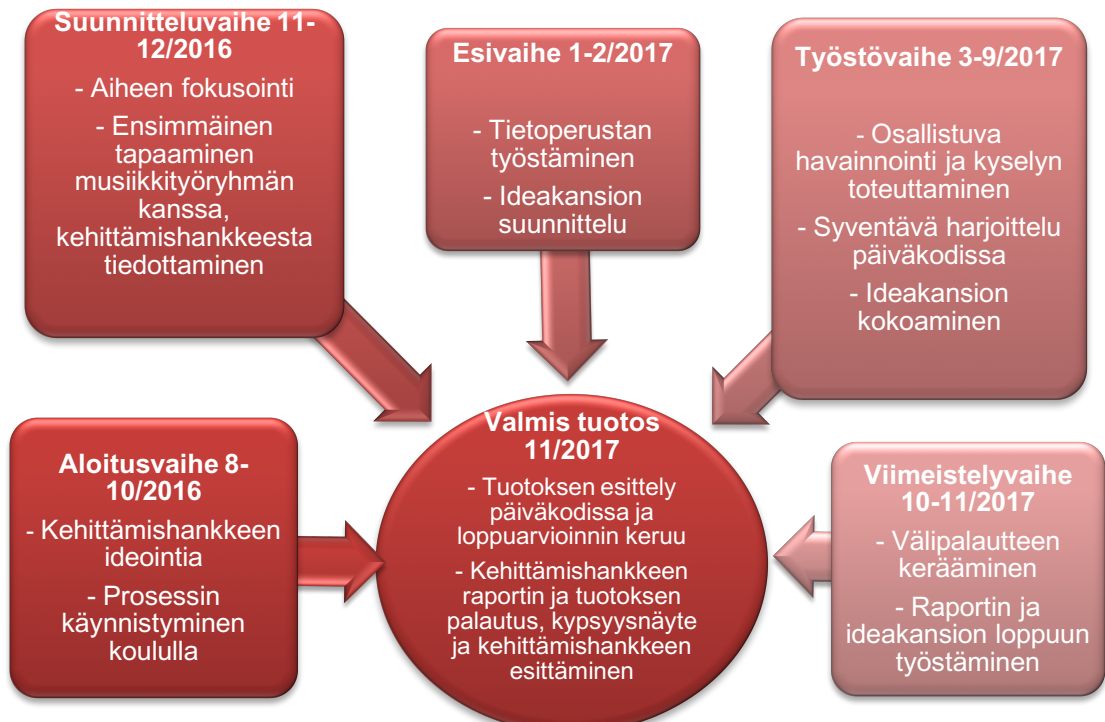 Suunnitteluvaihe 11-
12/2016
- Aiheen fokusointi
- Ensimmäinen
tapaaminen
musiikkityöryhmän
kanssa,
kehittämishankkeesta
tiedottaminen
Esivaihe 1-2/2017
- Tietoperustan
työstäminen
- Ideakansion
suunnittelu
Työstövaihe 3-9/2017
- Osallistuva
havainnointi ja kyselyn
toteuttaminen
- Syventävä harjoittelu
päiväkodissa
- Ideakansion
kokoaminen
Aloitusvaihe 8-
10/2016
- Kehittämishankkeen
ideointia
- Prosessin
käynnistyminen
koululla
Valmis tuotos
11/2017
- Tuotoksen esittely
päiväkodissa ja
loppuarvioinnin keruu
- Kehittämishankkeen
raportin ja tuotoksen
palautus, kypsyysnäyte
ja kehittämishankkeen
esittäminen
Viimeistelyvaihe
10-11/2017
- Välipalautteen
kerääminen
- Raportin ja
ideakansion loppuun
työstäminen